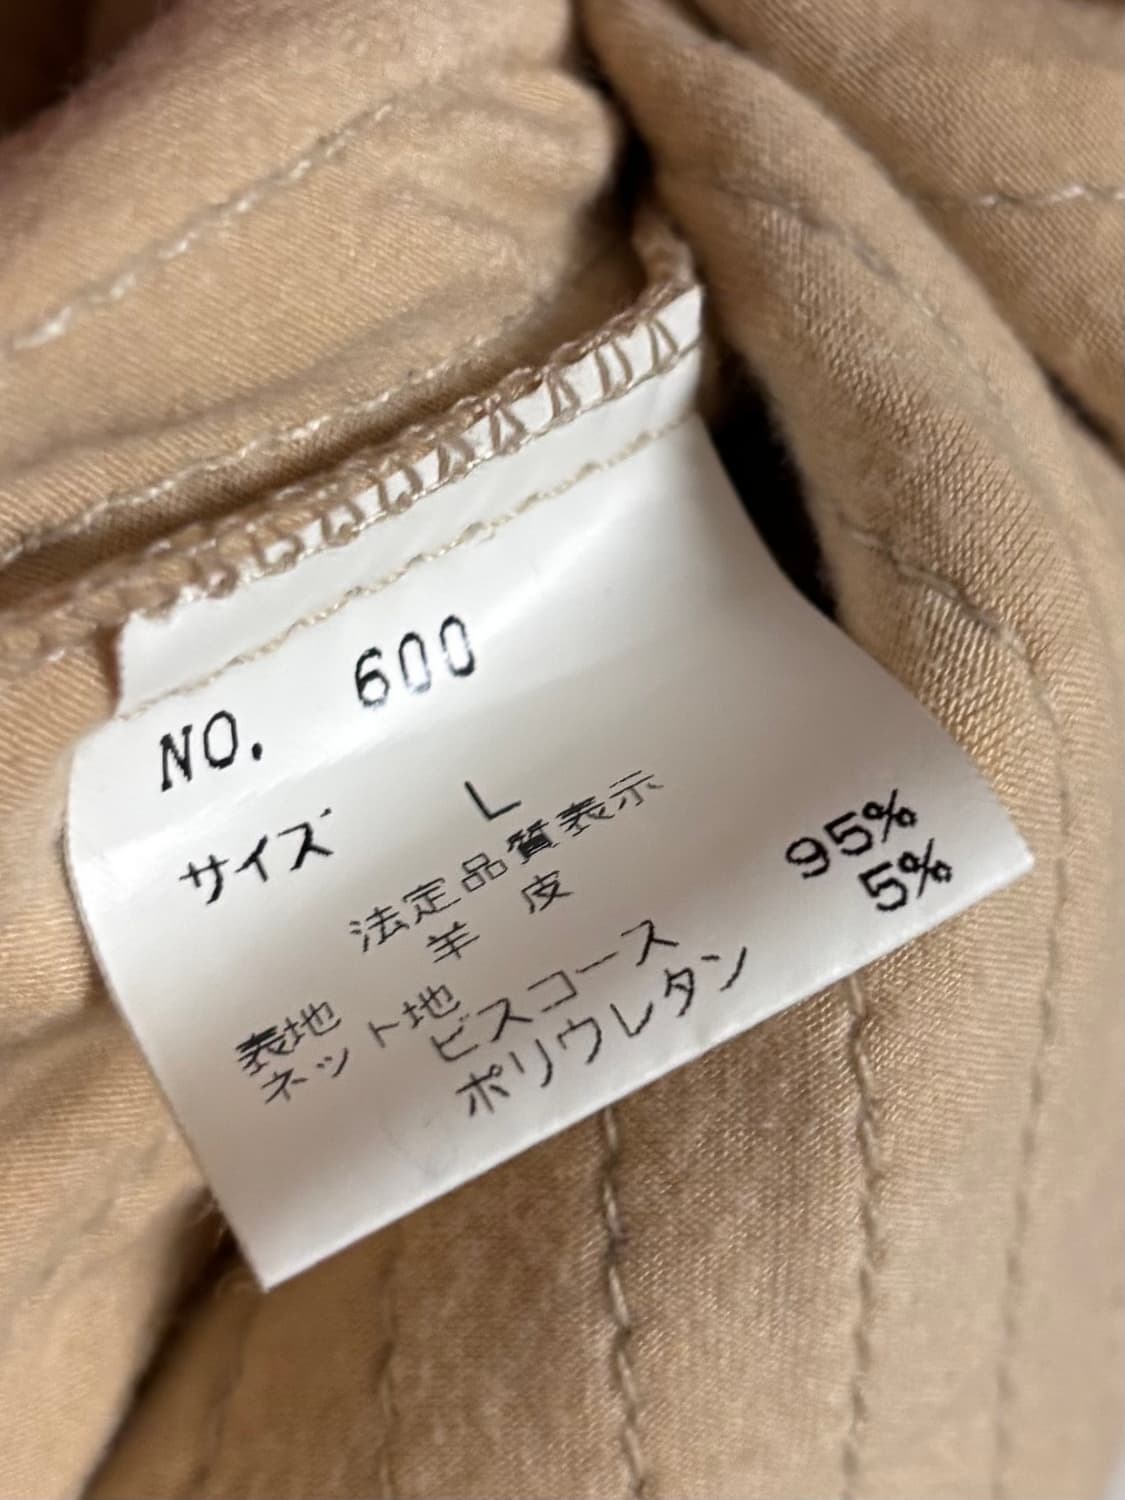 NO. 600
サイズ L
法定品質表示
表地 羊皮
ネット地 ビスコース 95%
ポリウレタン 5%